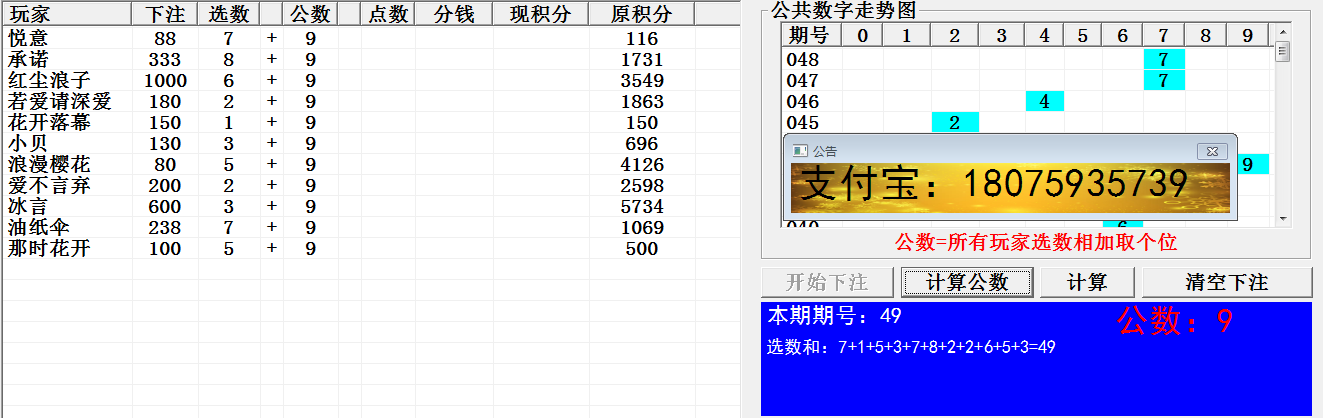 玩家 下注 选数 公数 点数 分钱 现积分 原积分
悦意 88 7 + 9 116
承诺 333 8 + 9 1731
红尘浪子 1000 6 + 9 3549
若爱请深爱 180 2 + 9 1863
花开落幕 150 1 + 9 150
小贝 130 3 + 9 696
浪漫樱花 80 5 + 9 4126
爱不言弃 200 2 + 9 2598
冰言 600 3 + 9 5734
油纸伞 238 7 + 9 1069
那时花开 100 5 + 9 500
公共数字走势图
期号 0 1 2 3 4 5 6 7 8 9
048 7
047 7
046 4
045 2
9
公告
支付宝：18075935739
公数=所有玩家选数相加取个位
开始下注 计算公数 计算 清空下注
本期期号：49 公数：9
选数和：7+1+5+3+7+8+2+2+6+5+3=49